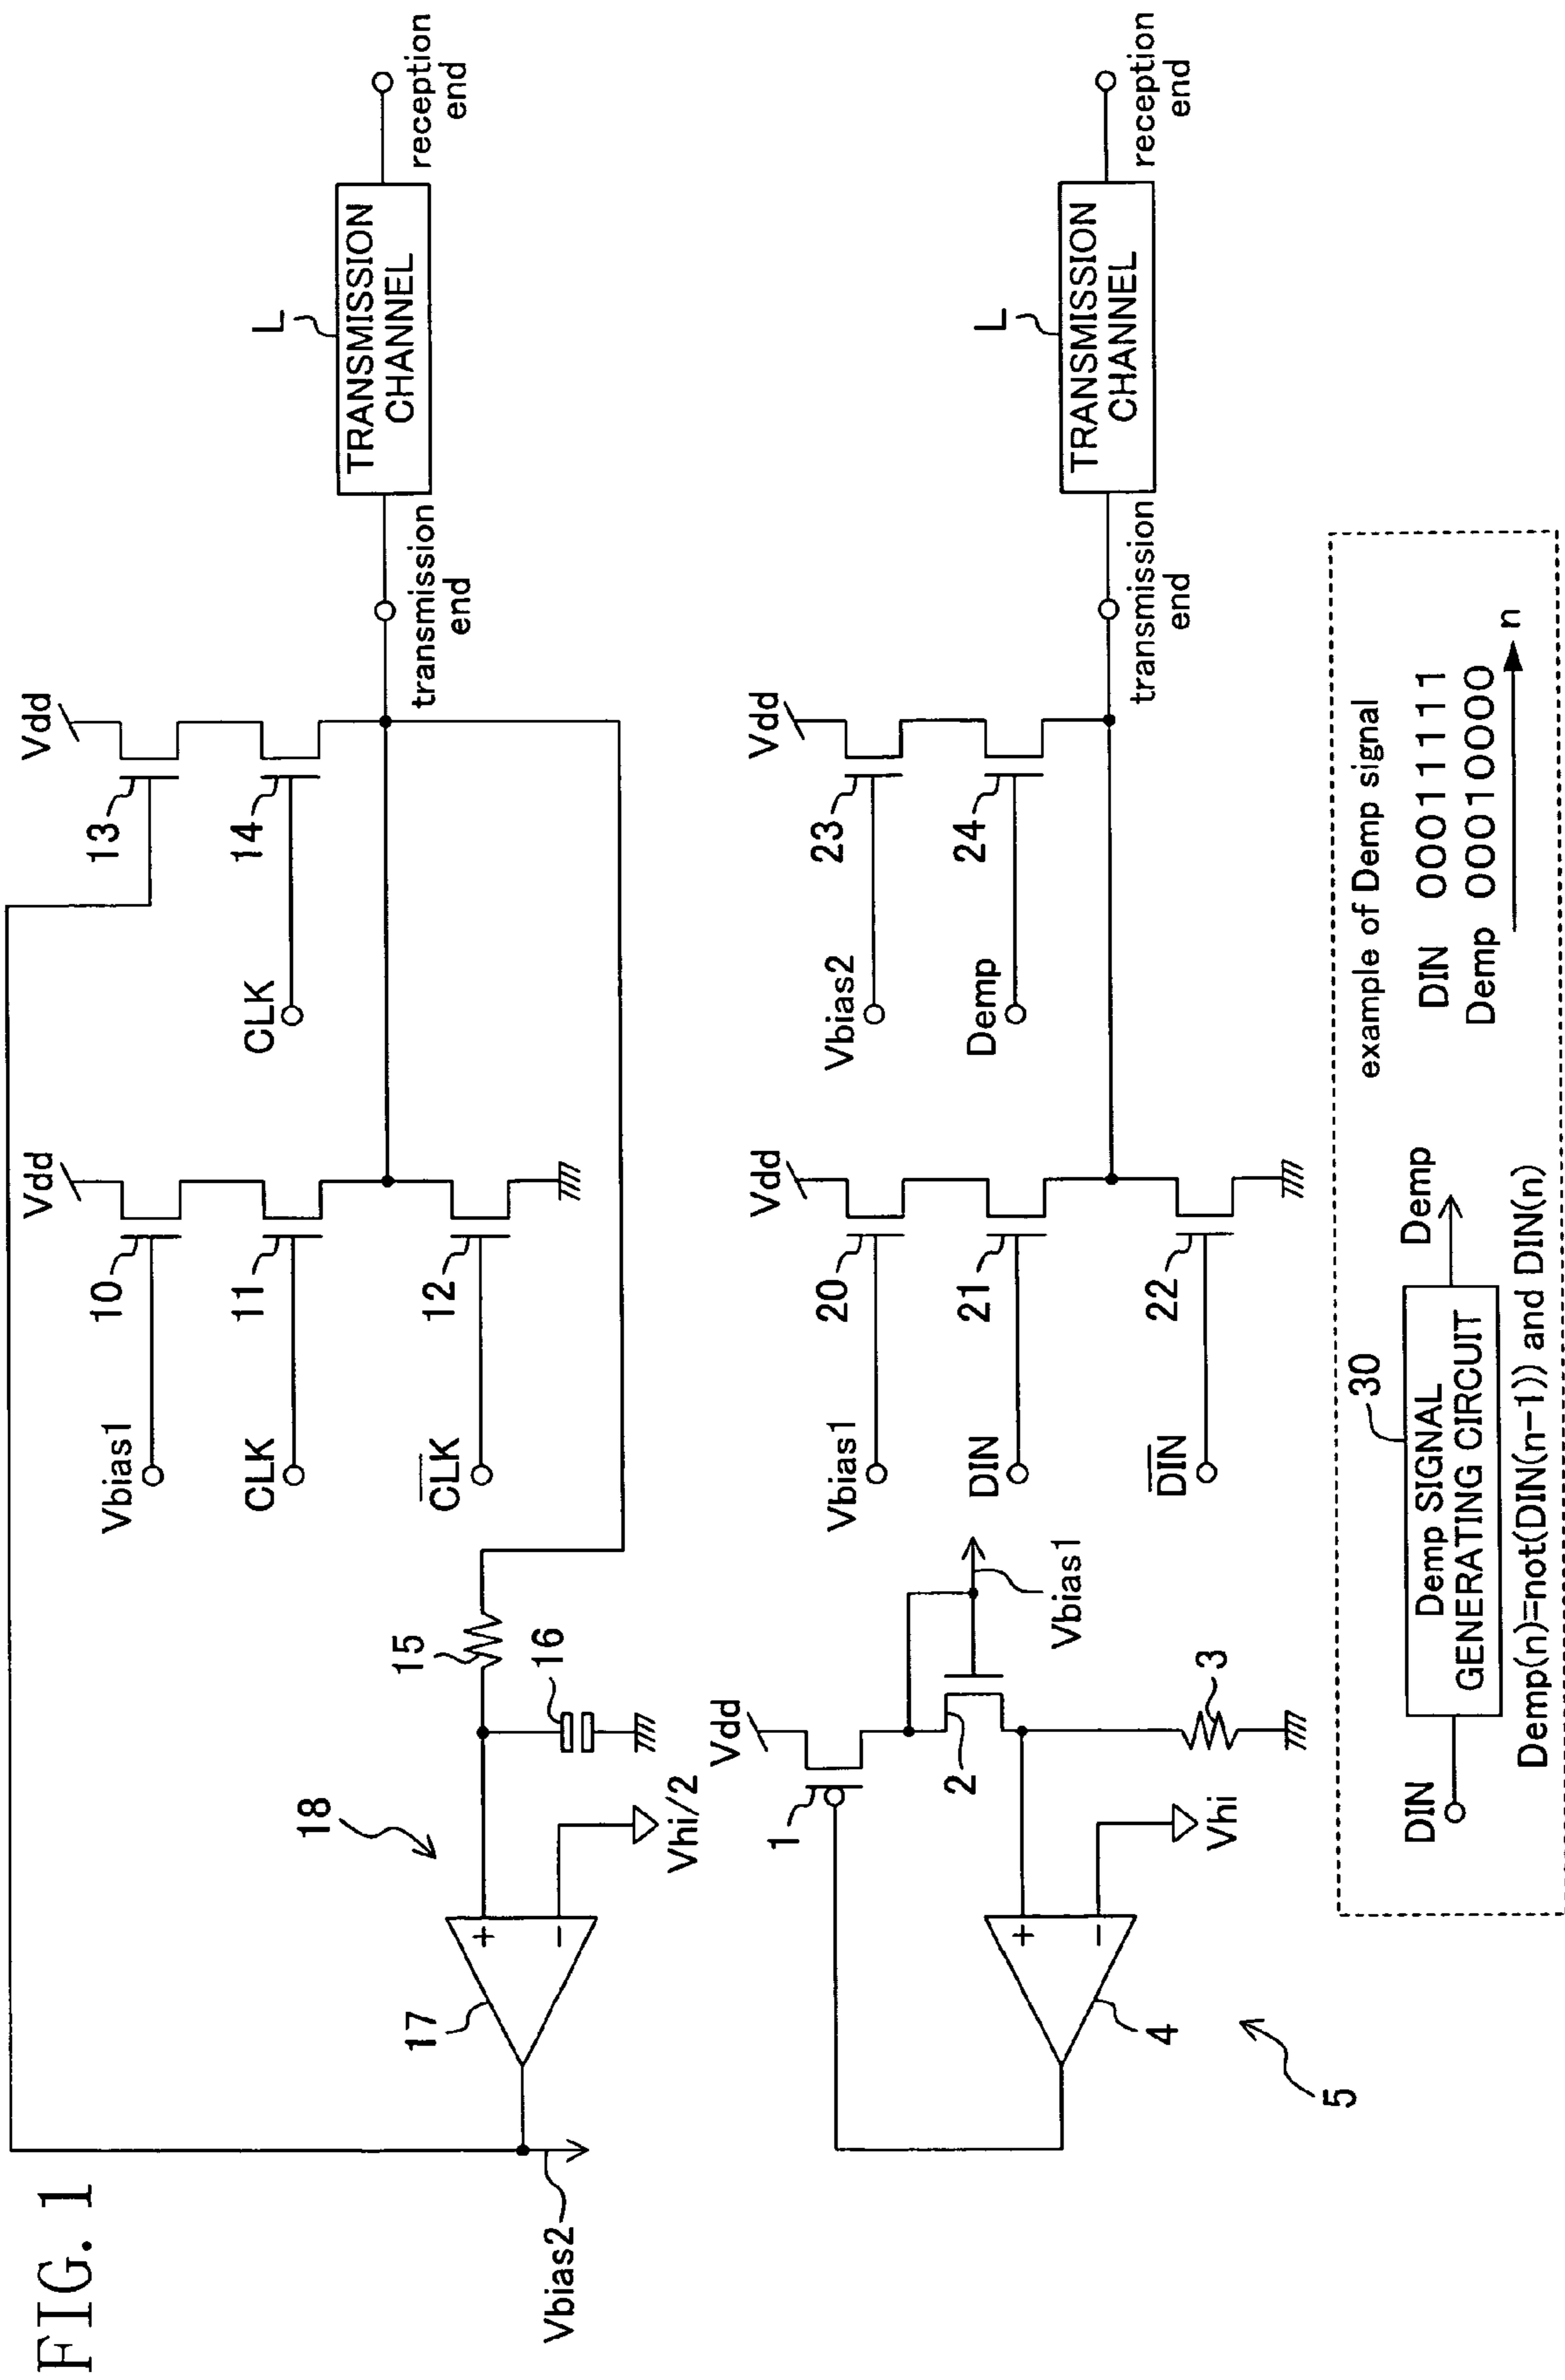 FIG. 1
Vdd
Vdd
13
10
Vbias1
14
CLK
11
CLK
12
CLK
L
TRANSMISSION
CHANNEL
transmission
end
reception
end
15
16
18
17
Vhi/2
Vbias2
Vdd
Vdd
Vdd
23
Vbias2
24
Demp
20
Vbias1
21
DIN
22
DIN
L
TRANSMISSION
CHANNEL
transmission
end
reception
end
1
2
Vbias1
3
Vhi
4
5
30
DIN
Demp SIGNAL
GENERATING CIRCUIT
Demp
Demp(n)=not(DIN(n-1)) and DIN(n)
example of Demp signal
DIN 00011111
Demp 00010000
n